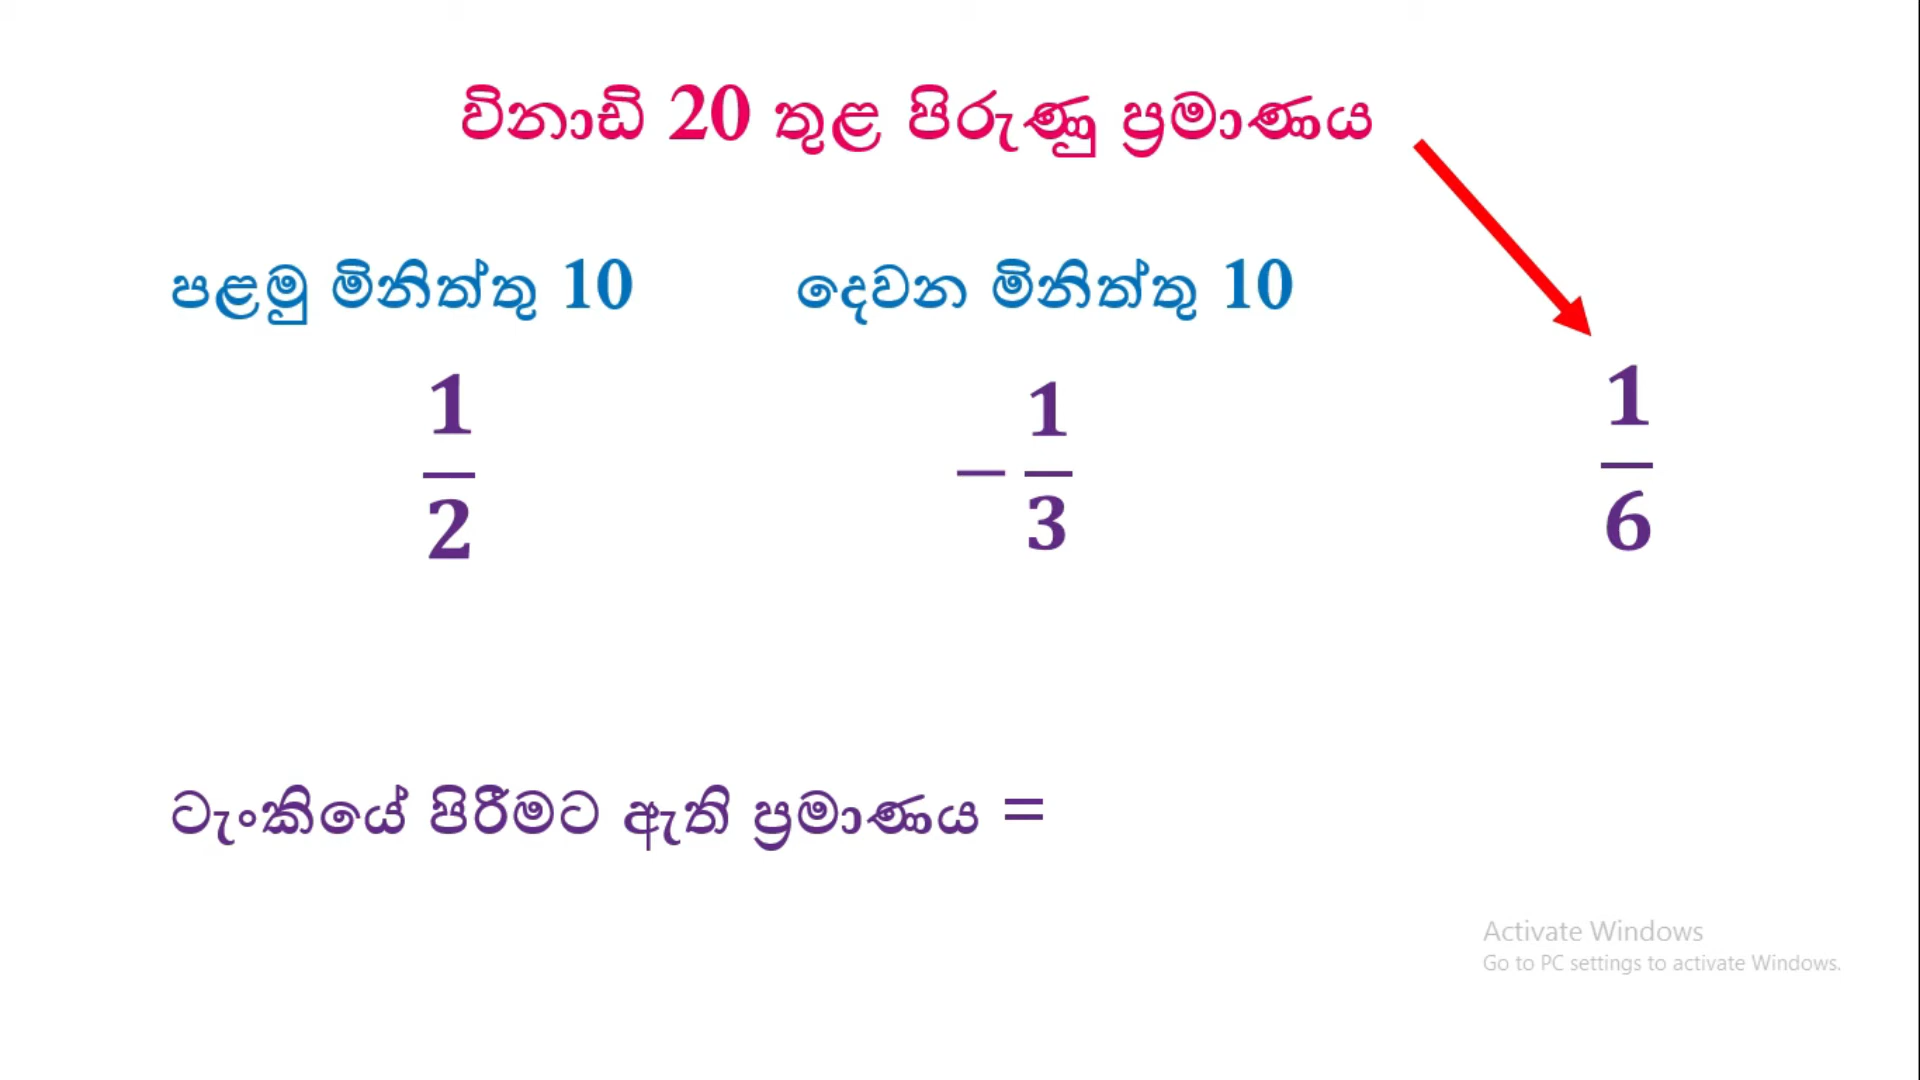 විනාඩි 20 තුළ පිරුණු ප්‍රමාණය
පළමු මිනිත්තු 10 දෙවන මිනිත්තු 10
1/2 − 1/3 1/6
ටැංකියේ පිරීමට ඇති ප්‍රමාණය =
Activate Windows
Go to PC settings to activate Windows.